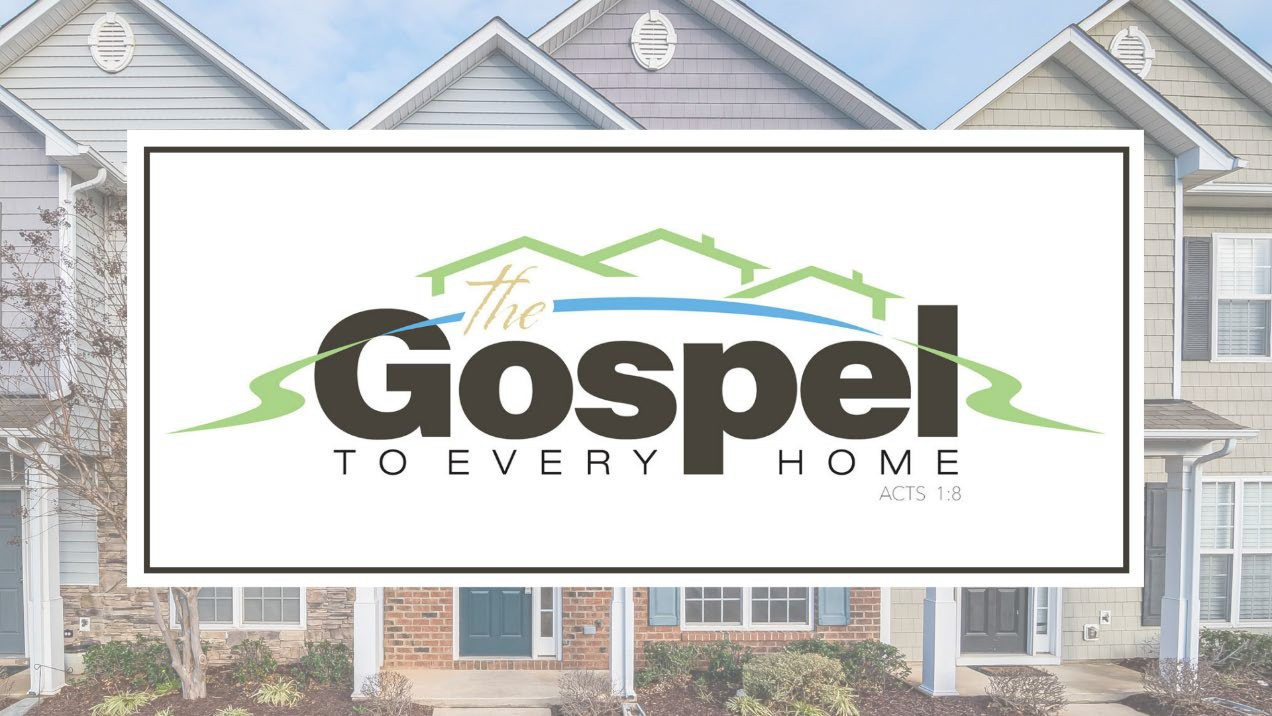 the
Gospel
TO EVERY HOME
ACTS 1:8